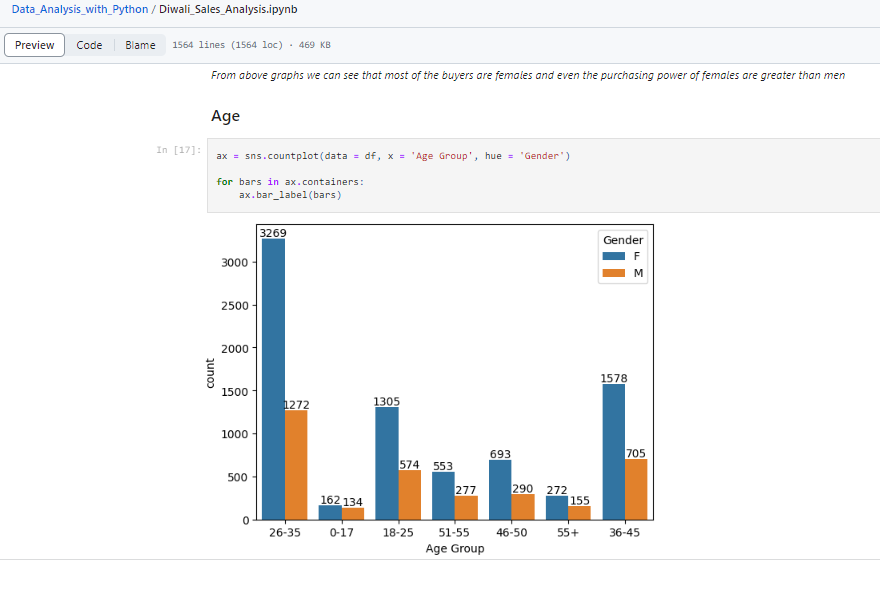 Data_Analysis_with_Python / Diwali_Sales_Analysis.ipynb
Preview Code Blame 1564 lines (1564 loc) · 469 KB
From above graphs we can see that most of the buyers are females and even the purchasing power of females are greater than men
Age
In [17]:
ax = sns.countplot(data = df, x = 'Age Group', hue = 'Gender')
for bars in ax.containers:
    ax.bar_label(bars)
3269
Gender
F
M
3000
2500
2000
1500
1000
500
0
count
1272
162
134
1305
574
553
277
693
290
272
155
1578
705
26-35 0-17 18-25 51-55 46-50 55+ 36-45
Age Group